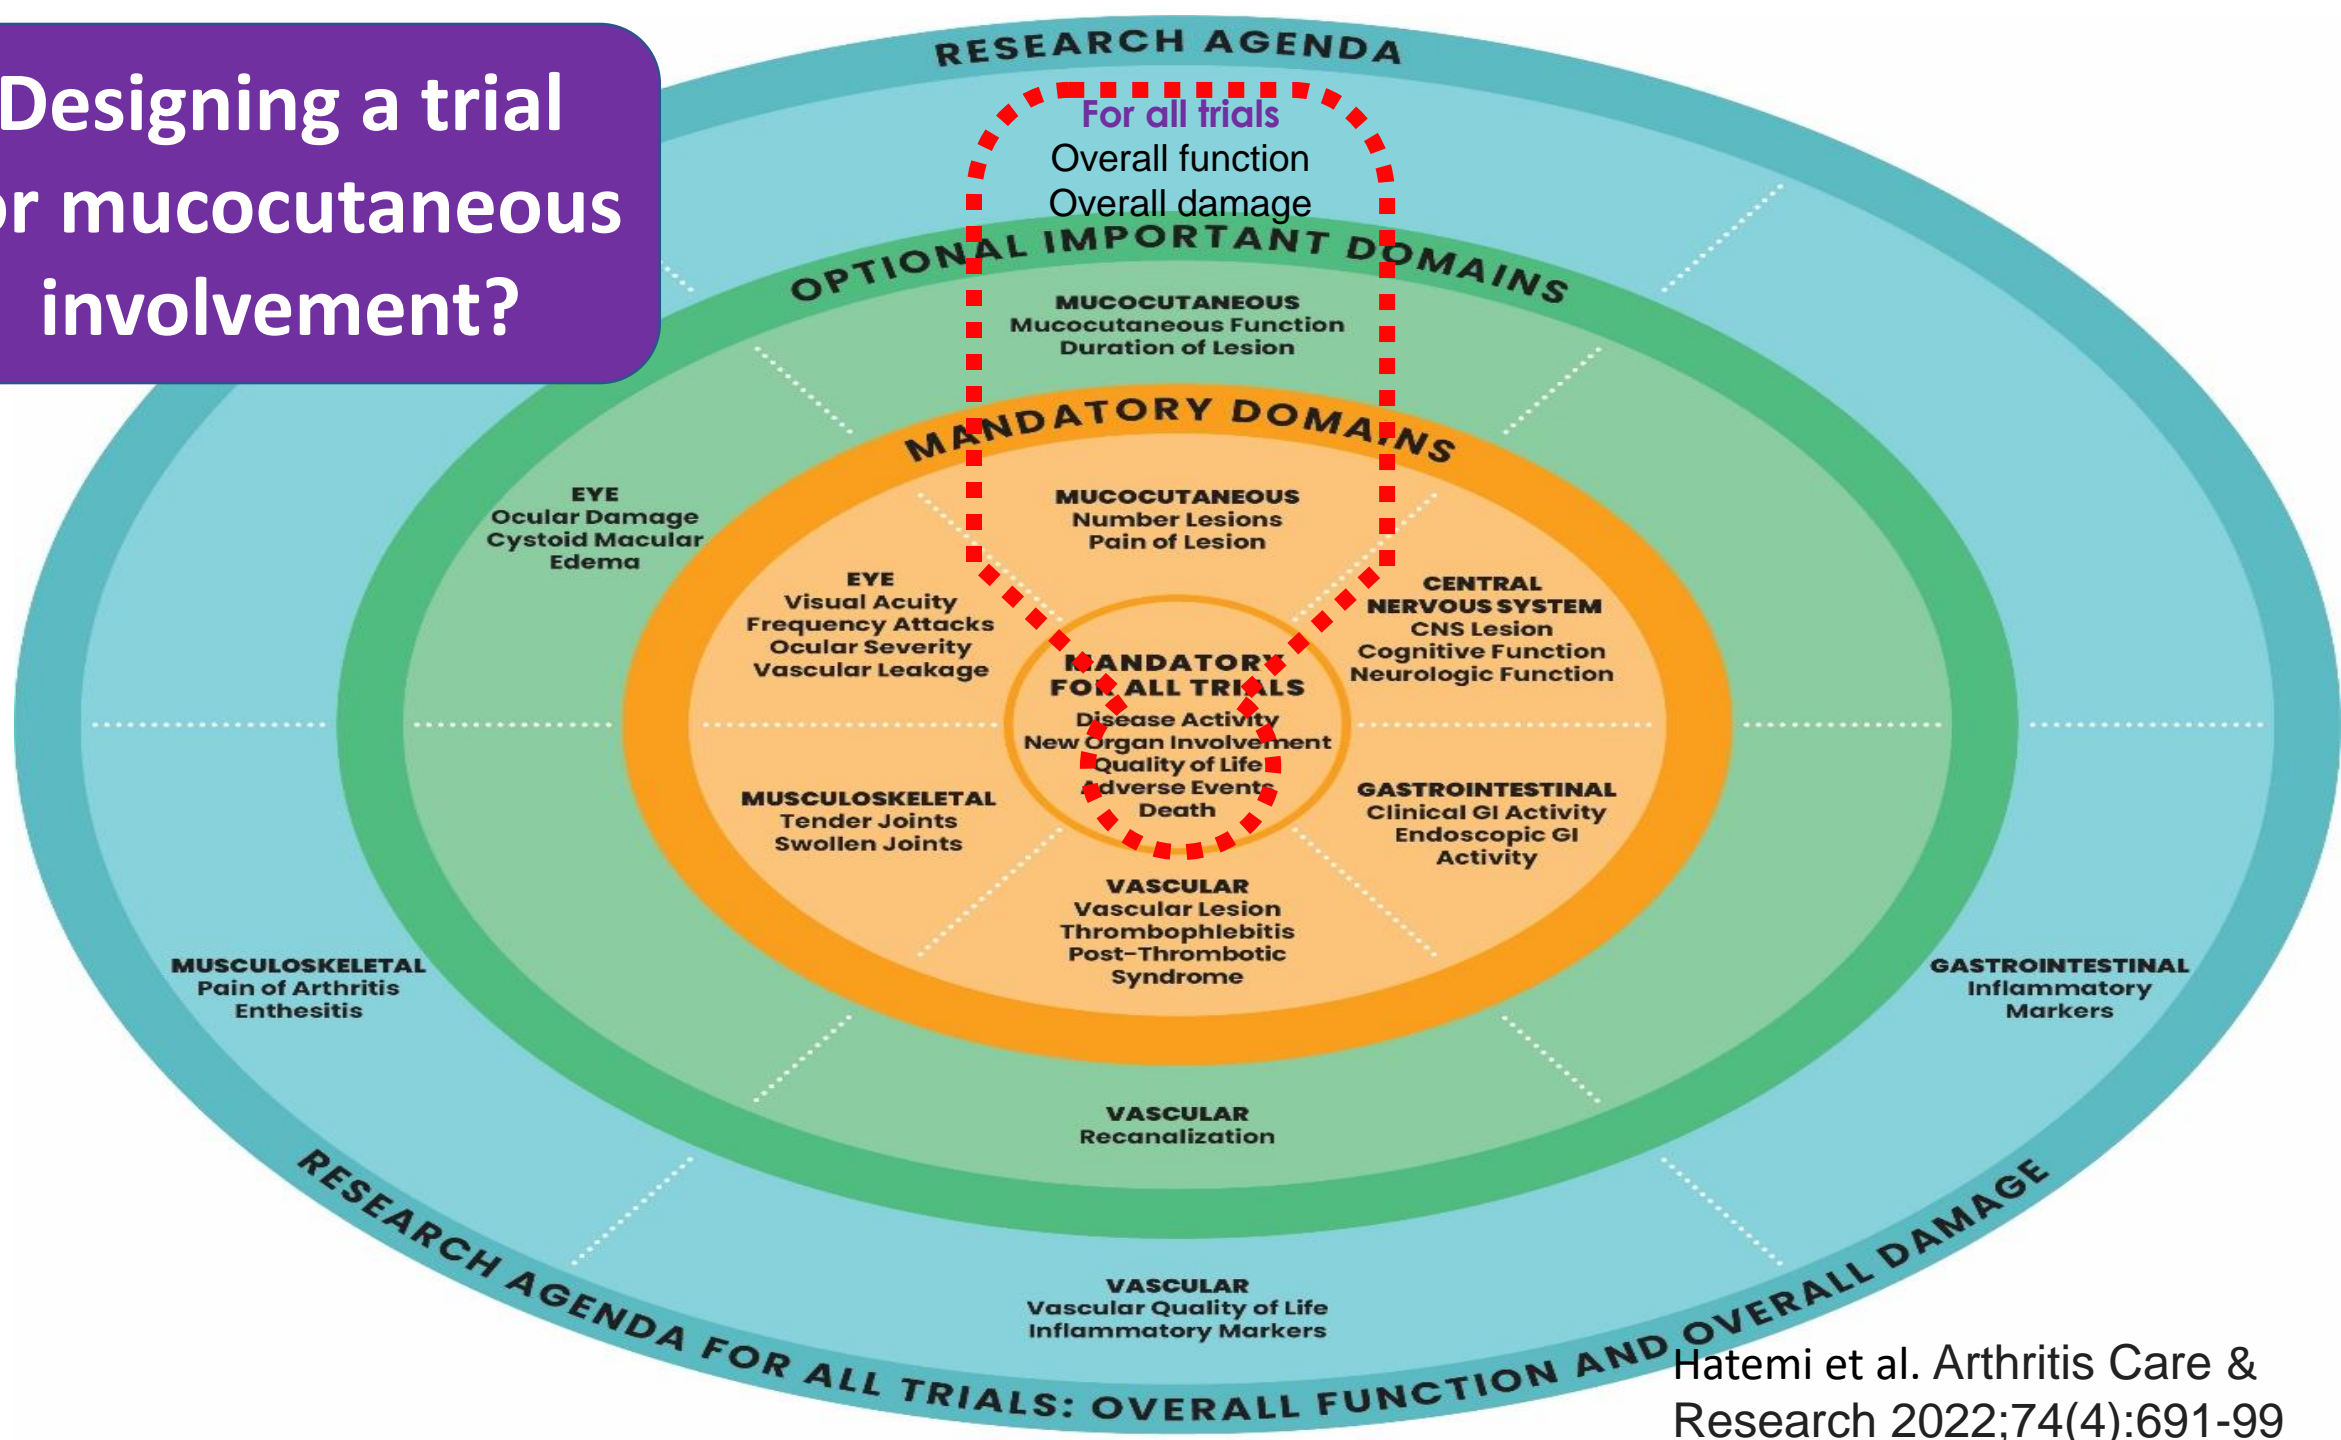 Designing a trial
or mucocutaneous
involvement?
RESEARCH AGENDA
For all trials
Overall function
Overall damage
OPTIONAL IMPORTANT DOMAINS
MUCOCUTANEOUS
Mucocutaneous Function
Duration of Lesion
MANDATORY DOMAINS
MUCOCUTANEOUS
Number Lesions
Pain of Lesion
EYE
Ocular Damage
Cystoid Macular
Edema
EYE
Visual Acuity
Frequency Attacks
Ocular Severity
Vascular Leakage
CENTRAL
NERVOUS SYSTEM
CNS Lesion
Cognitive Function
Neurologic Function
MANDATORY
FOR ALL TRIALS
Disease Activity
New Organ Involvement
Quality of Life
Adverse Events
Death
MUSCULOSKELETAL
Tender Joints
Swollen Joints
GASTROINTESTINAL
Clinical GI Activity
Endoscopic GI
Activity
VASCULAR
Vascular Lesion
Thrombophlebitis
Post-Thrombotic
Syndrome
MUSCULOSKELETAL
Pain of Arthritis
Enthesitis
GASTROINTESTINAL
Inflammatory
Markers
VASCULAR
Recanalization
VASCULAR
Vascular Quality of Life
Inflammatory Markers
RESEARCH AGENDA FOR ALL TRIALS: OVERALL FUNCTION AND OVERALL DAMAGE
Hatemi et al. Arthritis Care &
Research 2022;74(4):691-99